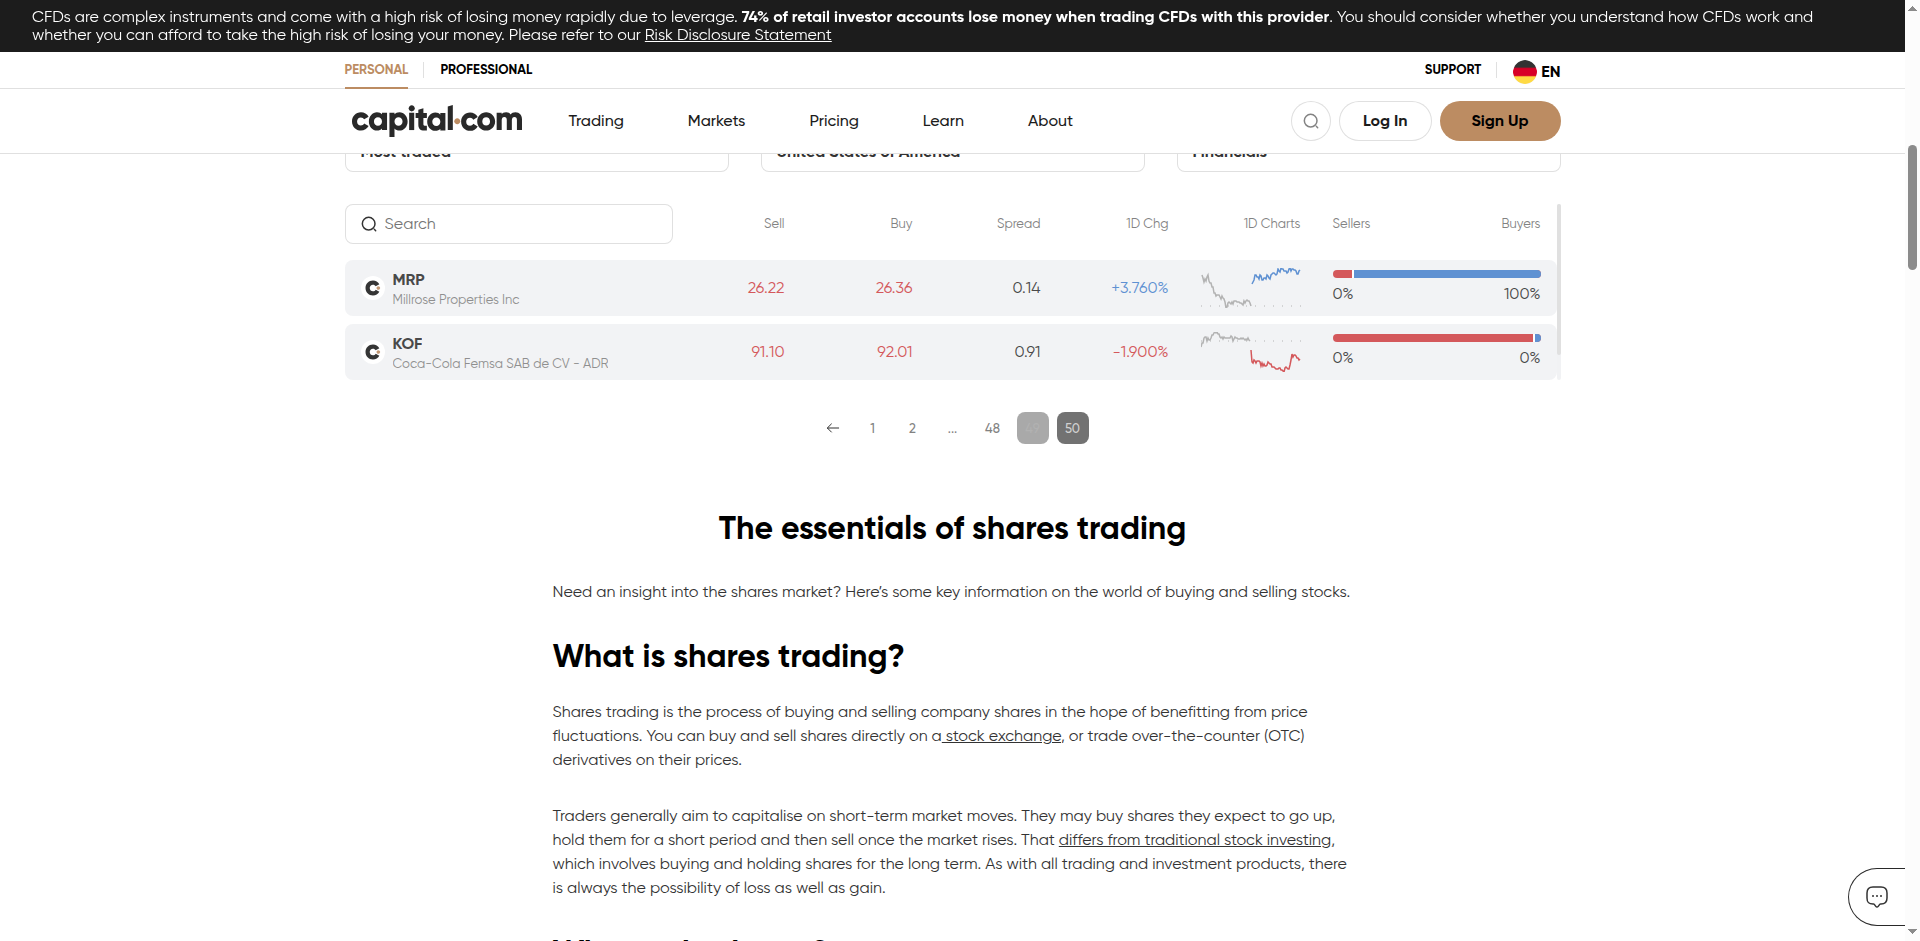 CFDs are complex instruments and come with a high risk of losing money rapidly due to leverage. 74% of retail investor accounts lose money when trading CFDs with this provider. You should consider whether you understand how CFDs work and
whether you can afford to take the high risk of losing your money. Please refer to our Risk Disclosure Statement
PERSONAL PROFESSIONAL SUPPORT EN
capital.com Trading Markets Pricing Learn About Log In Sign Up
Most traded United States of America Financials
Search Sell Buy Spread 1D Chg 1D Charts Sellers Buyers
MRP
Millrose Properties Inc
26.22 26.36 0.14 +3.760% 0% 100%
KOF
Coca-Cola Femsa SAB de CV - ADR
91.10 92.01 0.91 -1.900% 0% 0%
1 2 ... 48 50
The essentials of shares trading
Need an insight into the shares market? Here's some key information on the world of buying and selling stocks.
What is shares trading?
Shares trading is the process of buying and selling company shares in the hope of benefitting from price
fluctuations. You can buy and sell shares directly on a stock exchange, or trade over-the-counter (OTC)
derivatives on their prices.
Traders generally aim to capitalise on short-term market moves. They may buy shares they expect to go up,
hold them for a short period and then sell once the market rises. That differs from traditional stock investing,
which involves buying and holding shares for the long term. As with all trading and investment products, there
is always the possibility of loss as well as gain.